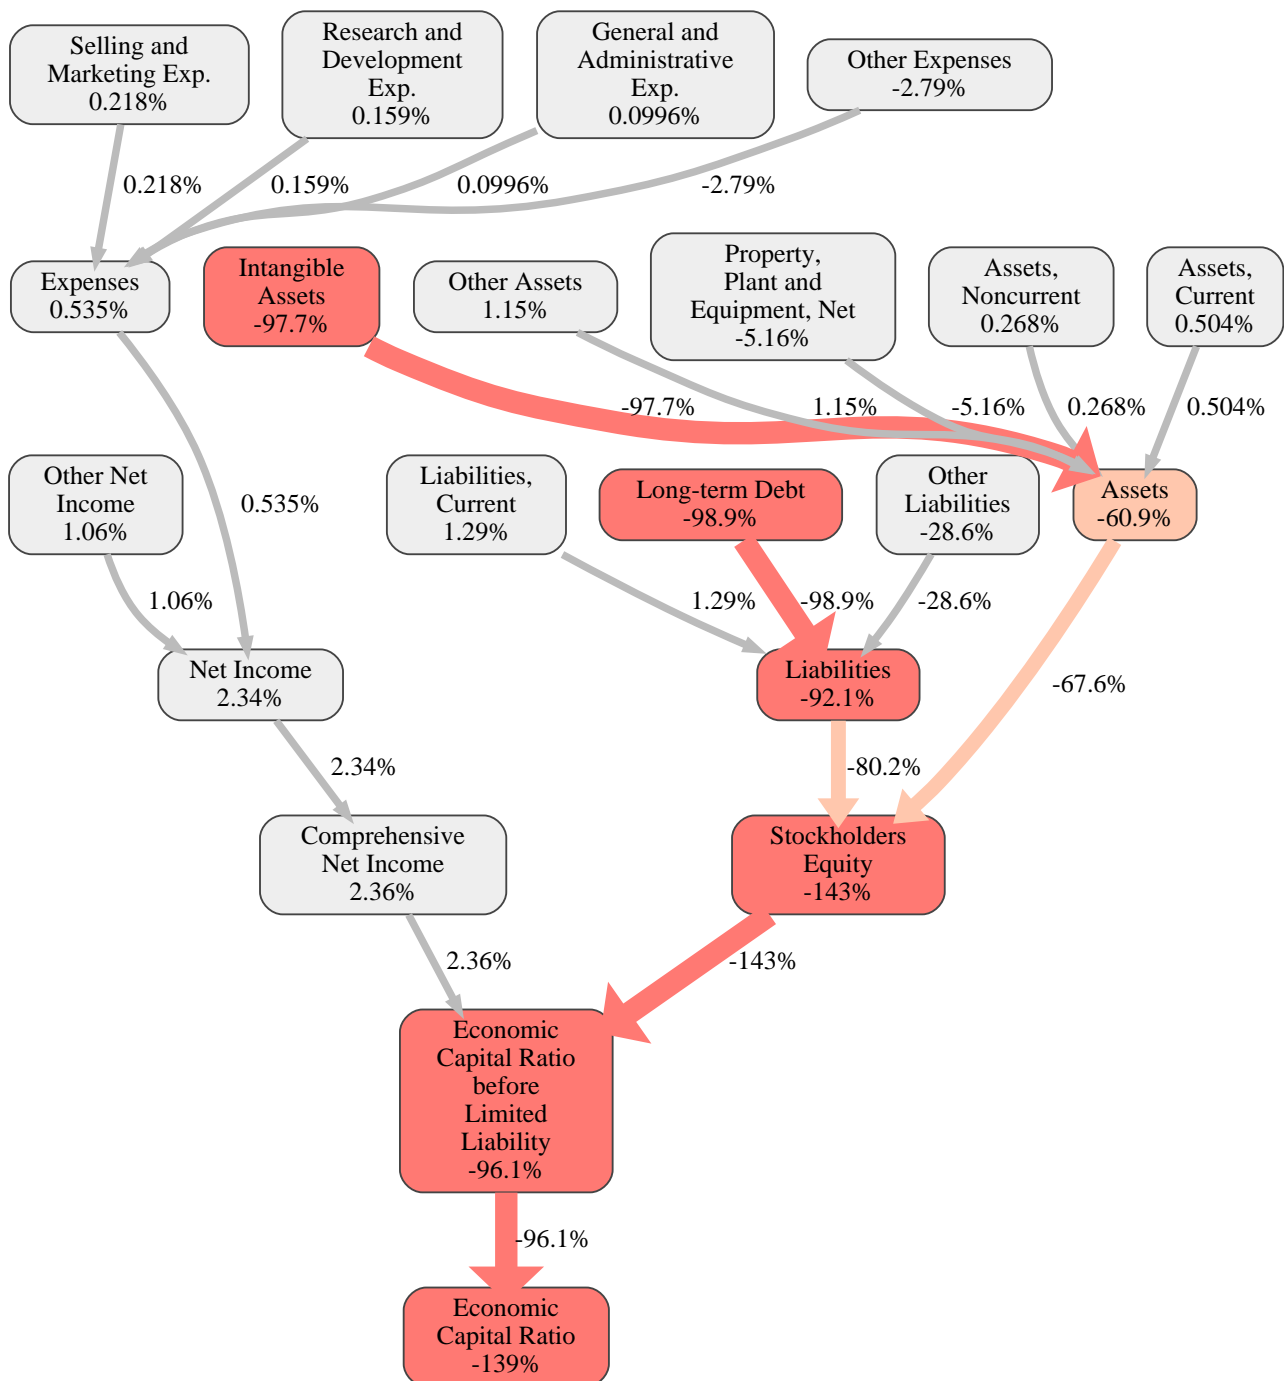 Selling and
Marketing Exp.
0.218%
Research and
Development
Exp.
0.159%
General and
Administrative
Exp.
0.0996%
Other Expenses
-2.79%
0.218%
0.159%
0.0996%
-2.79%
Expenses
0.535%
Intangible
Assets
-97.7%
Other Assets
1.15%
Property,
Plant and
Equipment, Net
-5.16%
Assets,
Noncurrent
0.268%
Assets,
Current
0.504%
-97.7%
1.15%
-5.16%
0.268%
0.504%
Other Net
Income
1.06%
0.535%
Liabilities,
Current
1.29%
Long-term Debt
-98.9%
Other
Liabilities
-28.6%
Assets
-60.9%
1.06%
1.29%
-98.9%
-28.6%
Net Income
2.34%
Liabilities
-92.1%
-67.6%
2.34%
-80.2%
Comprehensive
Net Income
2.36%
Stockholders
Equity
-143%
2.36%
-143%
Economic
Capital Ratio
before
Limited
Liability
-96.1%
-96.1%
Economic
Capital Ratio
-139%